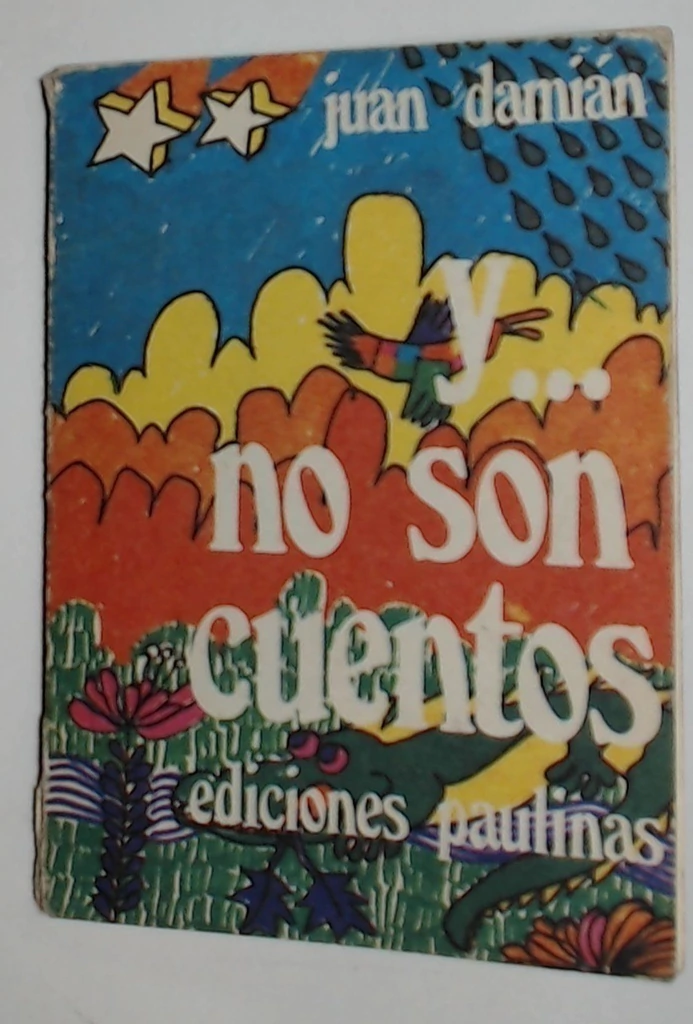 juan damián
y...
no son
cuentos
ediciones paulinas